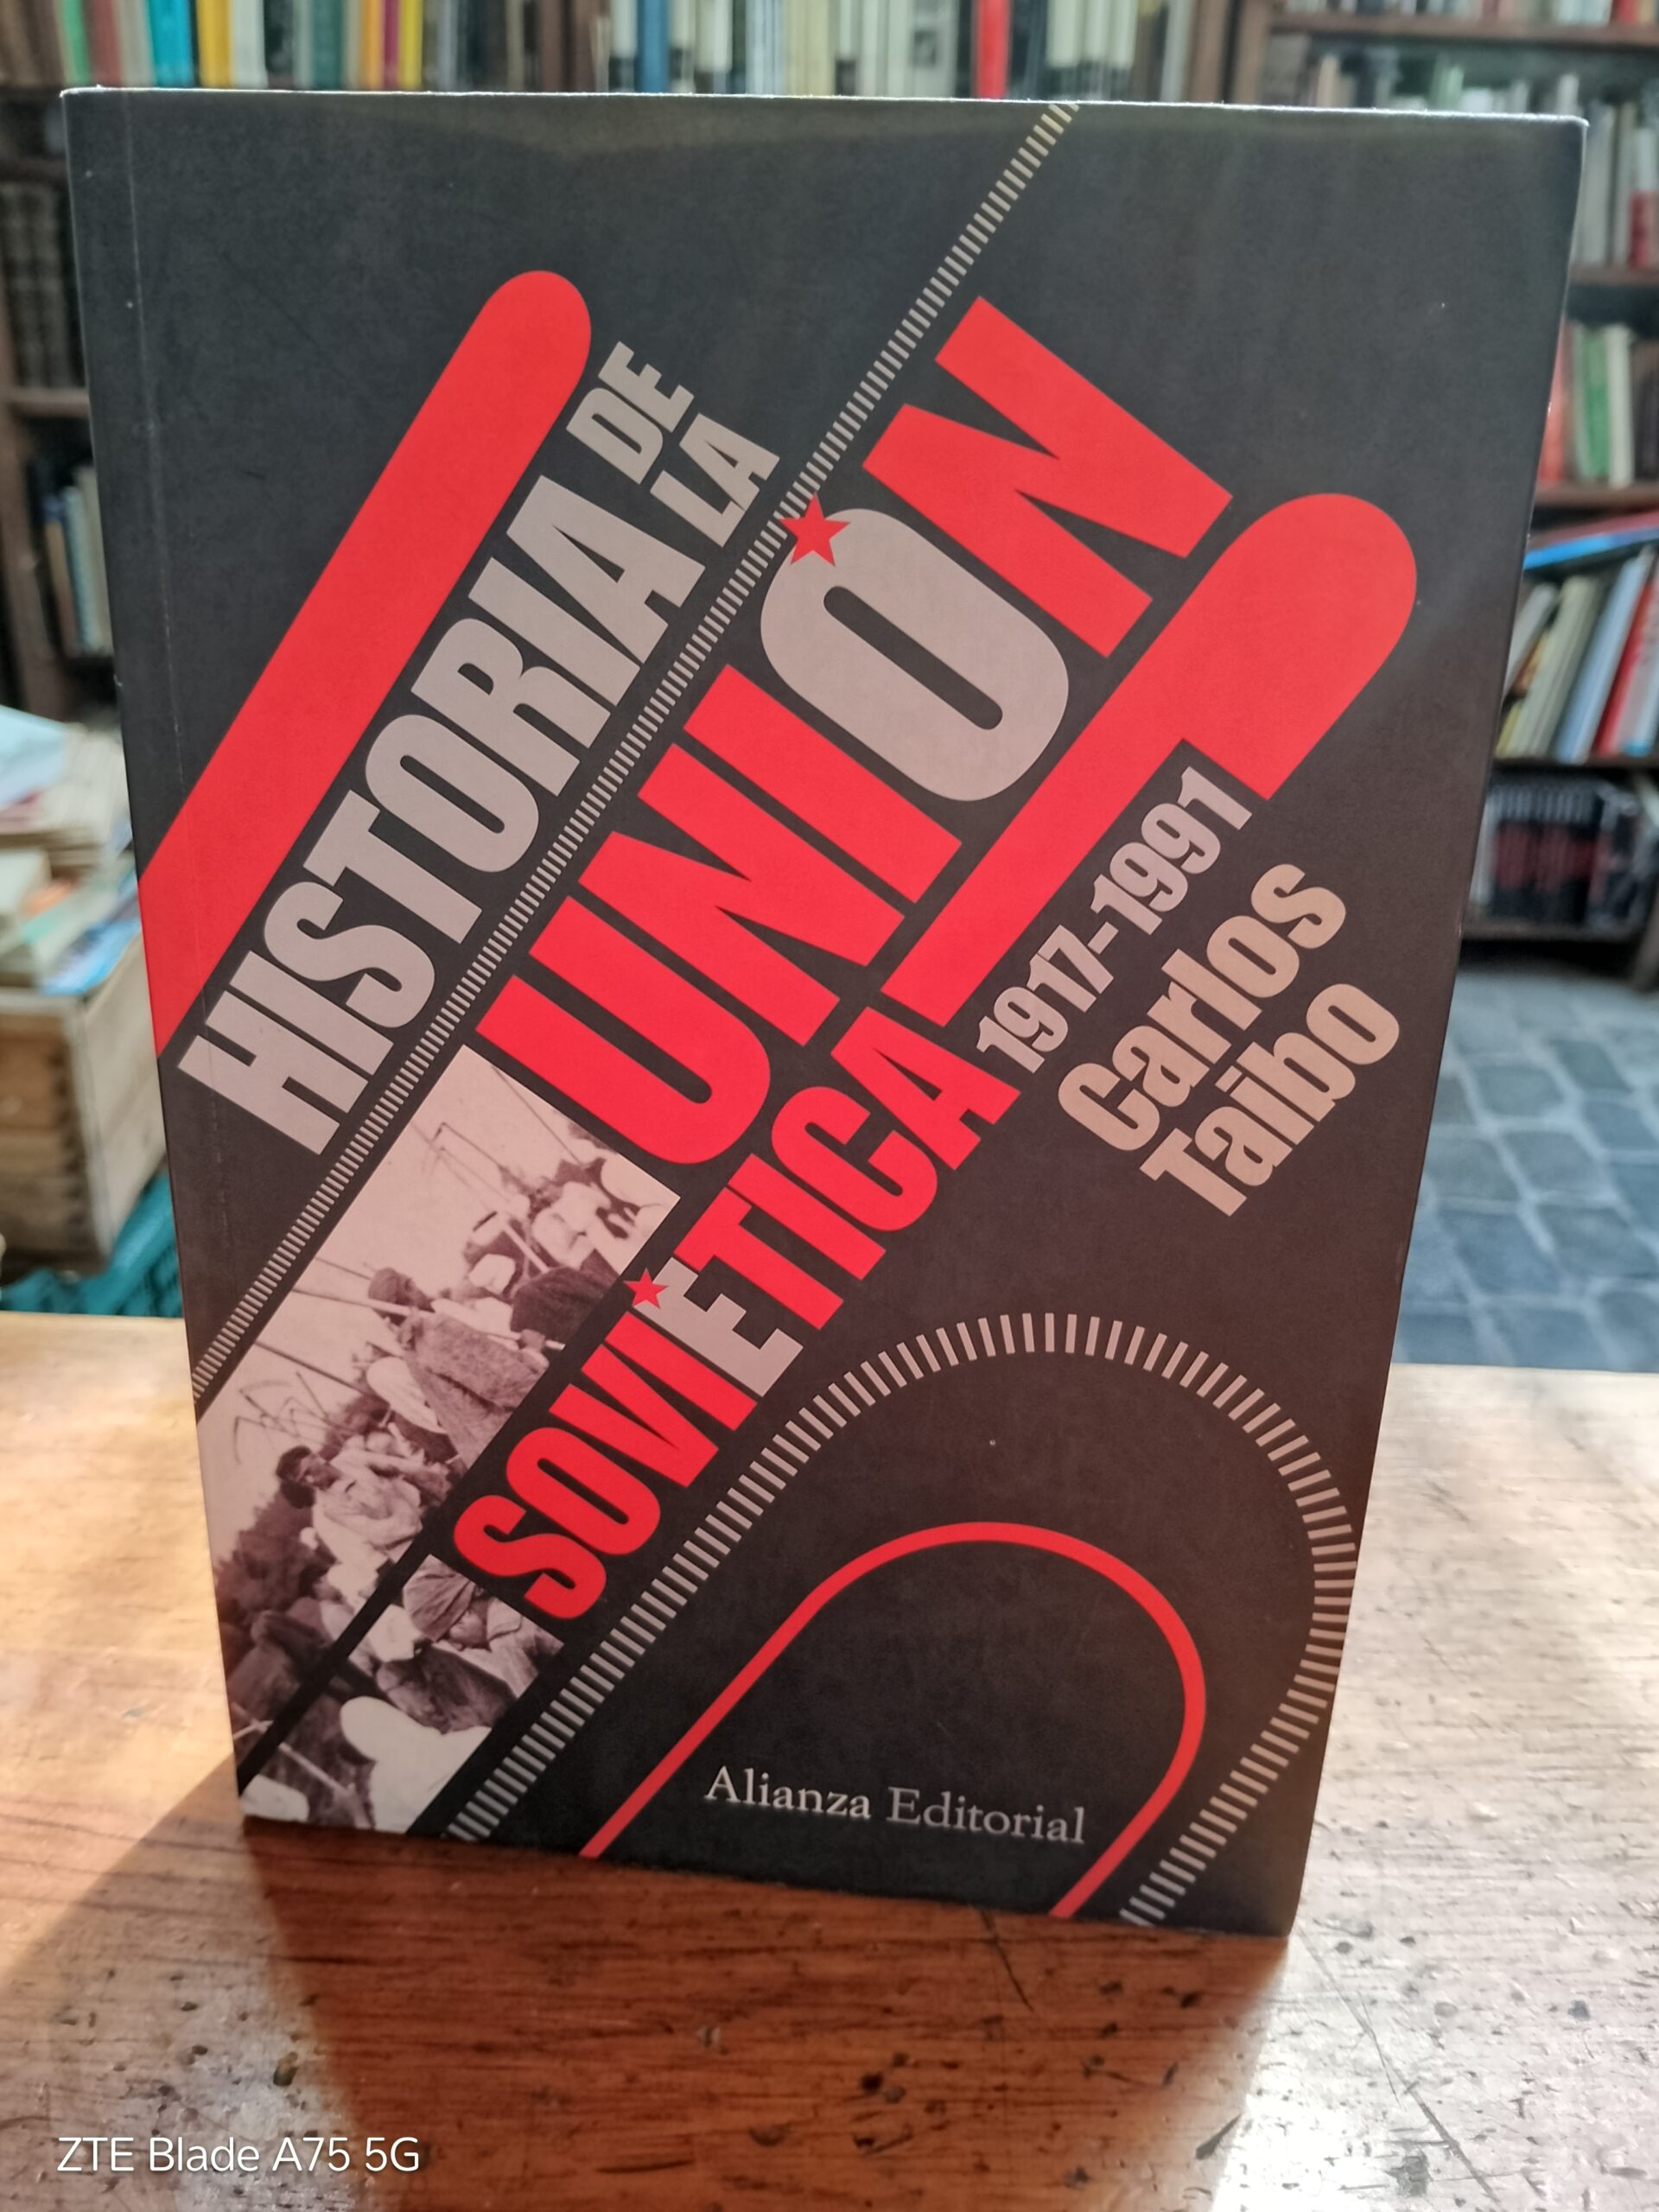 HISTORIA DE LA
UNIÓN
SOVIÉTICA
1917-1991
Carlos
Taibo
Alianza Editorial
ZTE Blade A75 5G